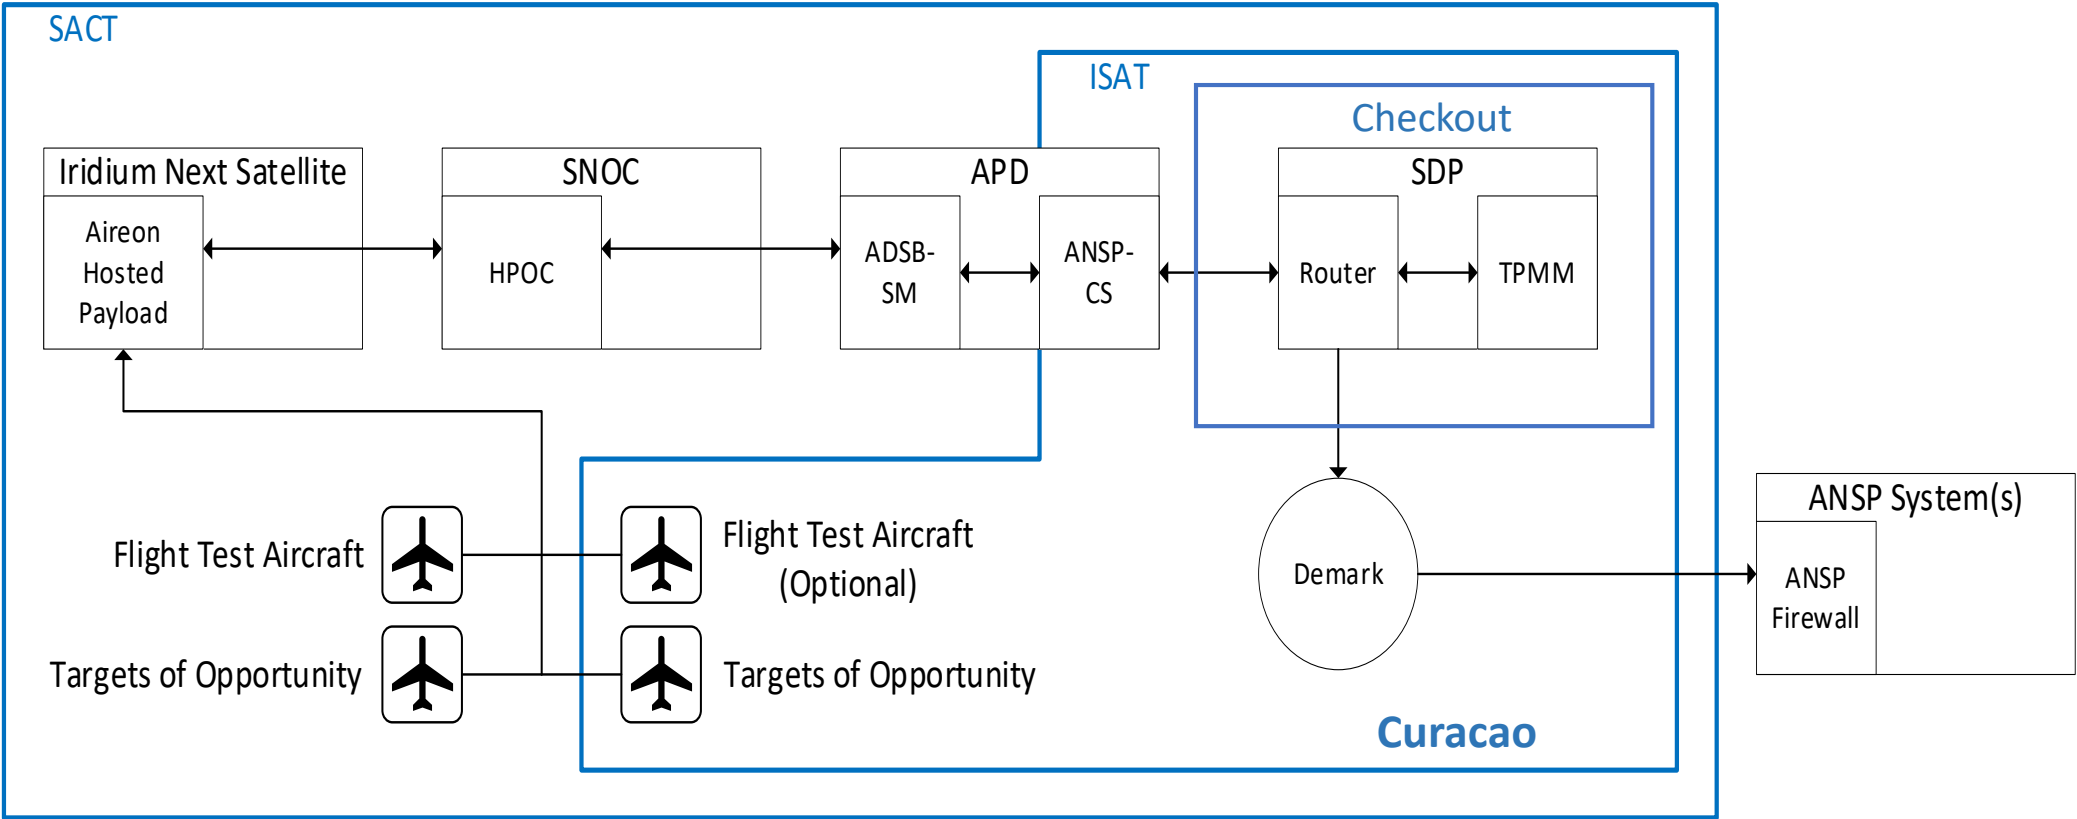 SACT
ISAT
Checkout
Iridium Next Satellite
SNOC
APD
SDP
Aireon
Hosted
Payload
HPOC
ADSB-
SM
ANSP-
CS
Router
TPMM
Flight Test Aircraft
Flight Test Aircraft
(Optional)
Targets of Opportunity
Targets of Opportunity
Demark
ANSP System(s)
ANSP
Firewall
Curacao